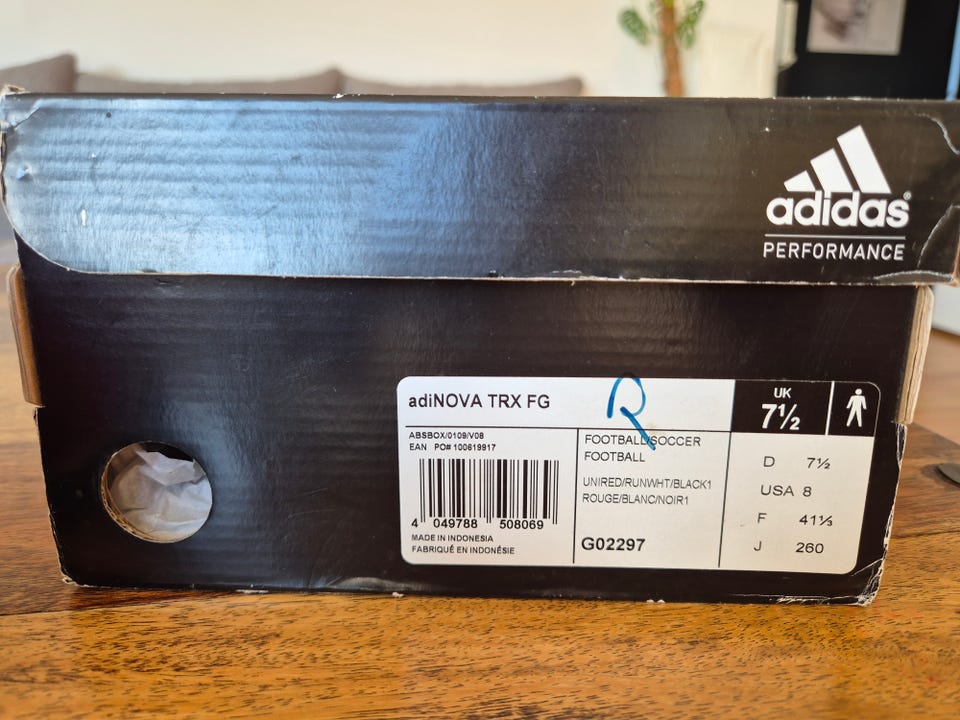 adidas®
PERFORMANCE
adiNOVA TRX FG
R
UK
7½
ABSBOX/0109/V08
EAN PO# 100619917
4 049788 508069
MADE IN INDONESIA
FABRIQUÉ EN INDONÉSIE
FOOTBALL/SOCCER
FOOTBALL
UNIRED/RUNWHT/BLACK1
ROUGE/BLANC/NOIR1
G02297
D 7½
USA 8
F 41⅓
J 260